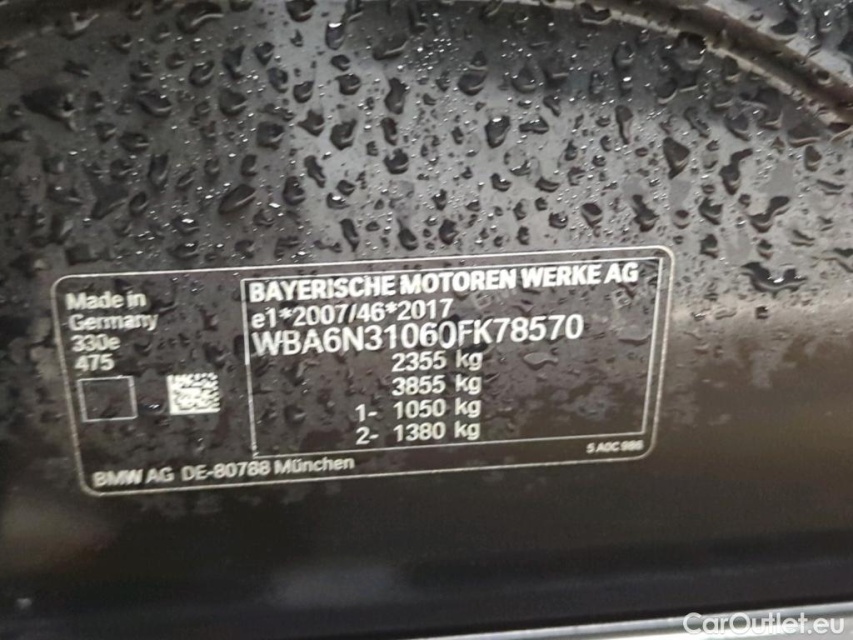 Made in
Germany
330e
475
BAYERISCHE MOTOREN WERKE AG
e1*2007/46*2017
WBA6N31060FK78570
2355 kg
3855 kg
1- 1050 kg
2- 1380 kg
5 A0C 986
BMW AG DE-80788 München
CarOutlet.eu